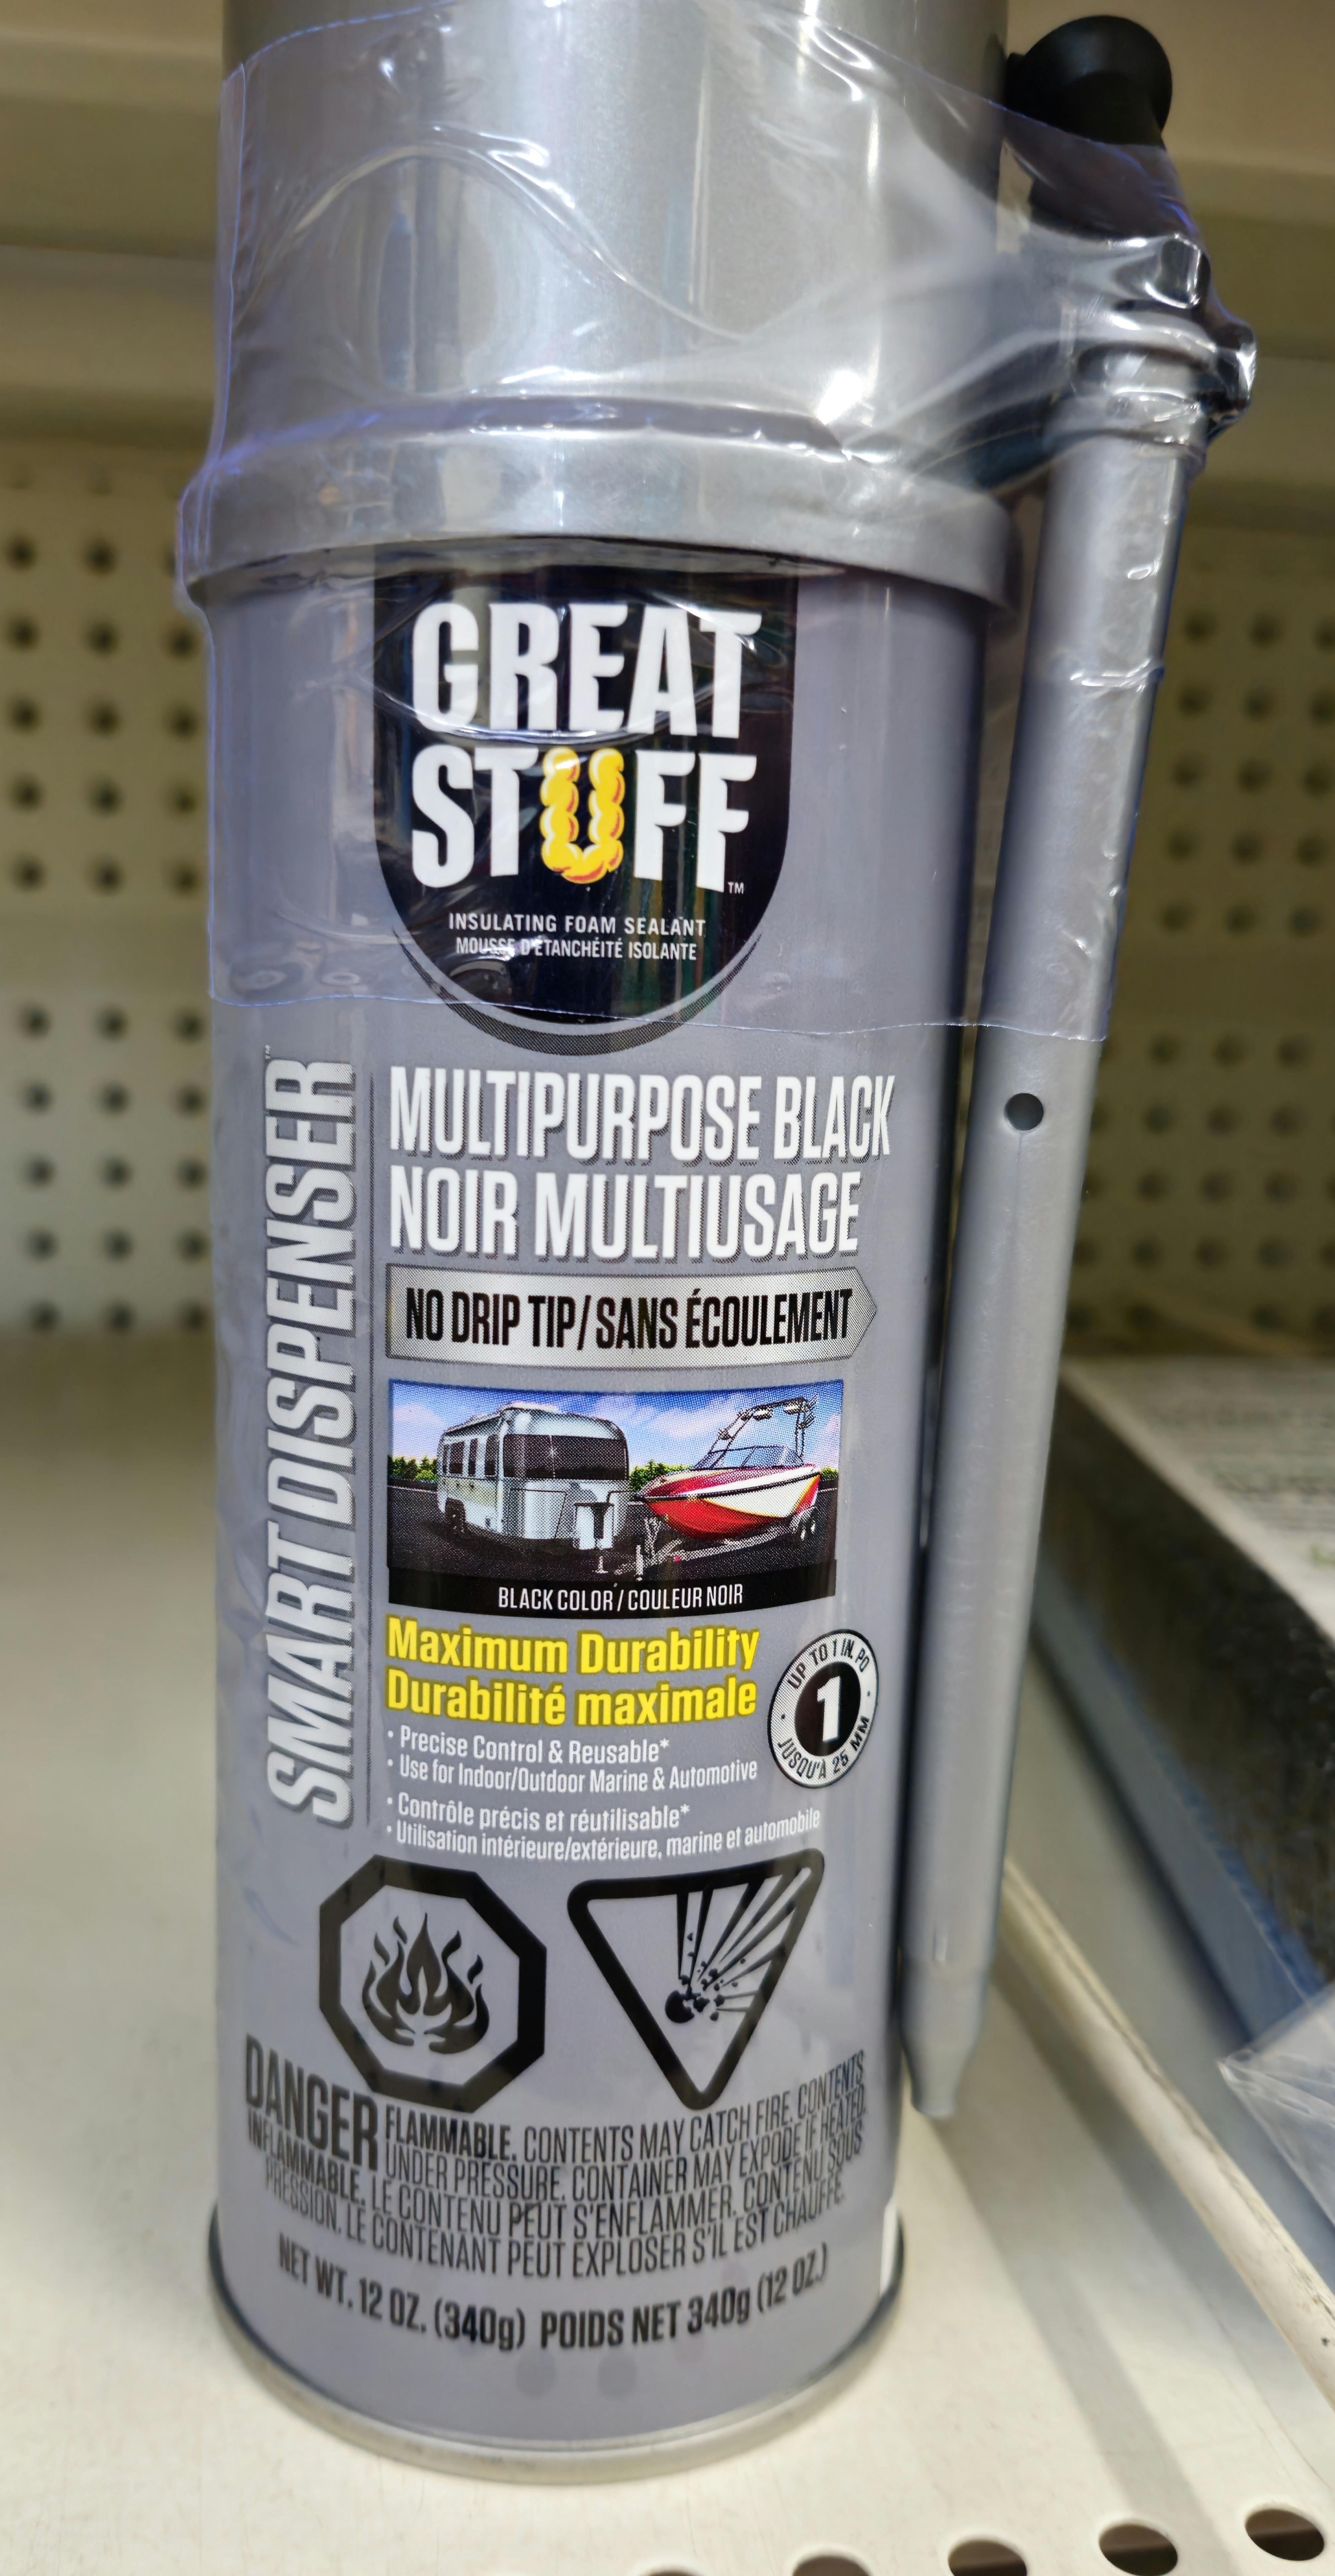 GREAT
STUFF™
INSULATING FOAM SEALANT
MOUSSE D'ÉTANCHÉITÉ ISOLANTE
SMART DISPENSER™
MULTIPURPOSE BLACK
NOIR MULTIUSAGE
NO DRIP TIP/SANS ÉCOULEMENT
BLACK COLOR/COULEUR NOIR
Maximum Durability
Durabilité maximale
UP TO 1 IN. PO
1
JUSQU'À 25 MM
• Precise Control & Reusable*
• Use for Indoor/Outdoor Marine & Automotive
• Contrôle précis et réutilisable*
• Utilisation intérieure/extérieure, marine et automobile
DANGER FLAMMABLE. CONTENTS MAY CATCH FIRE. CONTENTS
UNDER PRESSURE. CONTAINER MAY EXPODE IF HEATED.
INFLAMMABLE. LE CONTENU PEUT S'ENFLAMMER. CONTENU SOUS
PRESSION. LE CONTENANT PEUT EXPLOSER S'IL EST CHAUFFÉ.
NET WT. 12 OZ. (340g) POIDS NET 340g (12 OZ.)